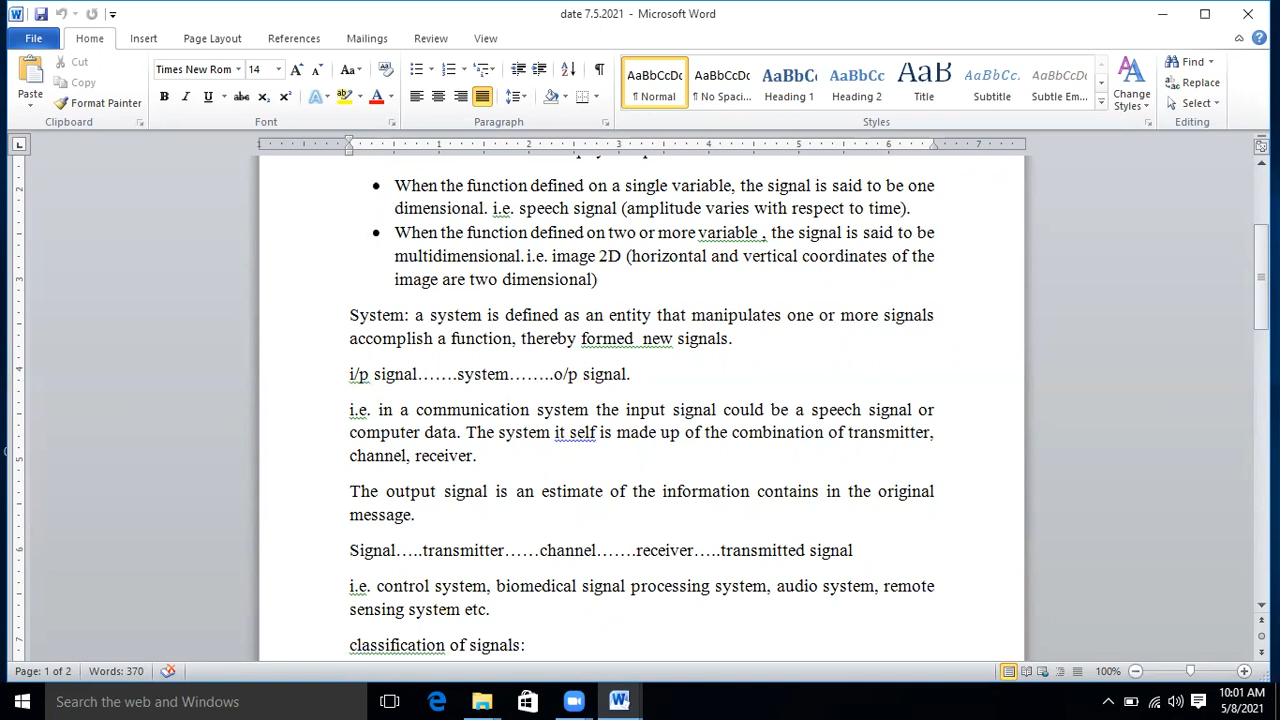 date 7.5.2021 - Microsoft Word
File Home Insert Page Layout References Mailings Review View
Paste
Cut
Copy
Format Painter
Clipboard
Times New Rom 14
Font
Paragraph
AaBbCcDc AaBbCcDc AaBbC( AaBbCc AaB AaBbCcL AaBbCcDc
¶ Normal ¶ No Spaci... Heading 1 Heading 2 Title Subtitle Subtle Em...
Styles
Change Styles
Find
Replace
Select
Editing
When the function defined on a single variable, the signal is said to be one
dimensional. i.e. speech signal (amplitude varies with respect to time).
When the function defined on two or more variable , the signal is said to be
multidimensional. i.e. image 2D (horizontal and vertical coordinates of the
image are two dimensional)
System: a system is defined as an entity that manipulates one or more signals
accomplish a function, thereby formed  new signals.
i/p signal…….system……..o/p signal.
i.e. in a communication system the input signal could be a speech signal or
computer data. The system it self is made up of the combination of transmitter,
channel, receiver.
The output signal is an estimate of the information contains in the original
message.
Signal…..transmitter……channel…….receiver…..transmitted signal
i.e. control system, biomedical signal processing system, audio system, remote
sensing system etc.
classification of signals:
Page: 1 of 2 Words: 370 100%
Search the web and Windows
10:01 AM
5/8/2021